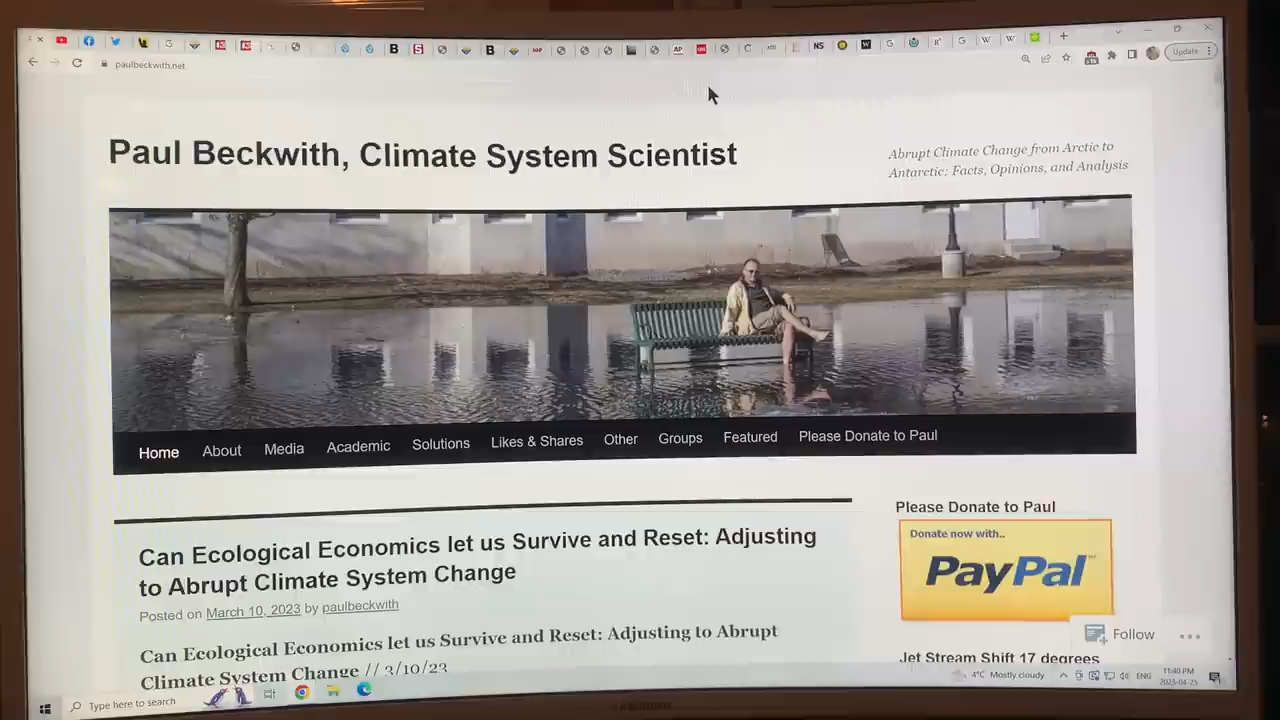 paulbeckwith.net
Update
Paul Beckwith, Climate System Scientist
Abrupt Climate Change from Arctic to
Antarctic: Facts, Opinions, and Analysis
Home About Media Academic Solutions Likes & Shares Other Groups Featured Please Donate to Paul
Can Ecological Economics let us Survive and Reset: Adjusting
to Abrupt Climate System Change
Posted on March 10, 2023 by paulbeckwith
Can Ecological Economics let us Survive and Reset: Adjusting to Abrupt
Climate System Change // 3/10/23
Please Donate to Paul
Donate now with..
PayPal
Follow
Jet Stream Shift 17 degrees
Type here to search
4°C Mostly cloudy
ENG
11:40 PM
2023-04-25